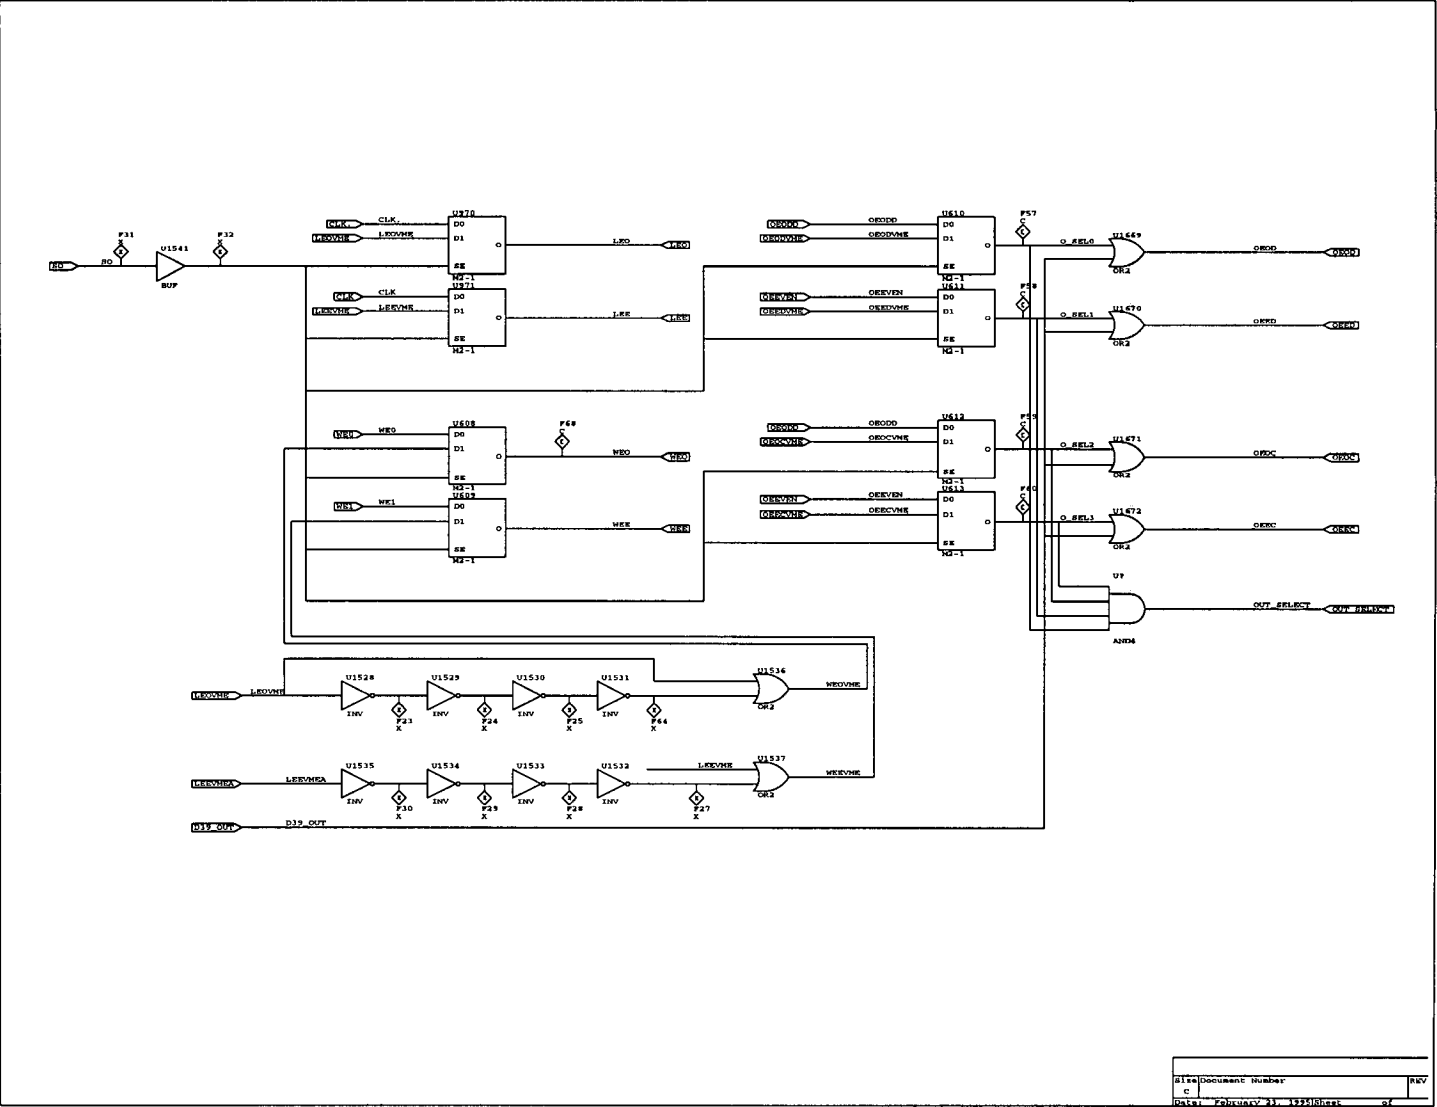 F31
X
SO
SO
U1541
BUF
F32
X
CLK.
CLK.
LEOVME
LEOVME
U970
D0
D1
O
SE
M2-1
LEO
LEO
CLK
CLK
LEEVME
LEEVME
U971
D0
D1
O
SE
M2-1
LEE
LEE
OEODD
OEODD
OEODVME
OEODVME
U610
D0
D1
O
SE
M2-1
F57
C
C
O_SEL0
U1669
OR2
OEOD
OEOD
OEEVEN
OEEVEN
OEEDVME
OEEDVME
U611
D0
D1
O
SE
M2-1
F58
C
C
O_SEL1
U1670
OR2
OEED
OEED
WE0
WE0
U608
D0
D1
O
SE
M2-1
F68
C
C
WEO
WEO
WE1
WE1
U609
D0
D1
O
SE
M2-1
WEE
WEE
OEODD
OEODD
OEOCVME
OEOCVME
U612
D0
D1
O
SE
M2-1
F59
C
C
O_SEL2
U1671
OR2
OEOC
OEOC
OEEVEN
OEEVEN
OEECVME
OEECVME
U613
D0
D1
O
SE
M2-1
F60
C
C
O_SEL3
U1672
OR2
OEEC
OEEC
U?
AND4
OUT_SELECT
OUT_SELECT
LEOVME
LEOVME
U1528
INV
F23
X
U1529
INV
F24
X
U1530
INV
F25
X
U1531
INV
F64
X
U1536
OR2
WEOVME
LEEVMEA
LEEVMEA
U1535
INV
F30
X
U1534
INV
F29
X
U1533
INV
F28
X
U1532
INV
F27
X
LEEVME
U1537
OR2
WEEVME
D39_OUT
D39_OUT
Size Document Number REV
C
Date: February 23, 1995 Sheet of